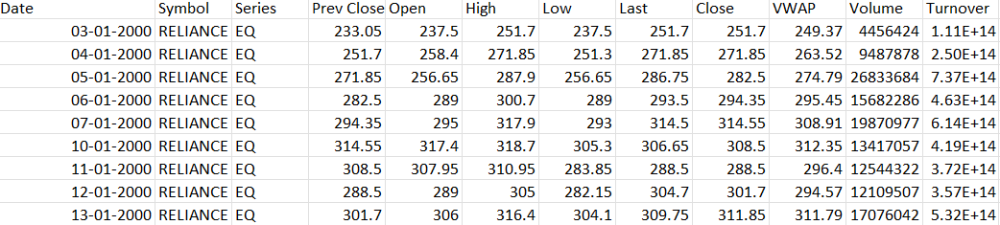 Date Symbol Series Prev Close Open High Low Last Close VWAP Volume Turnover
03-01-2000 RELIANCE EQ 233.05 237.5 251.7 237.5 251.7 251.7 249.37 4456424 1.11E+14
04-01-2000 RELIANCE EQ 251.7 258.4 271.85 251.3 271.85 271.85 263.52 9487878 2.50E+14
05-01-2000 RELIANCE EQ 271.85 256.65 287.9 256.65 286.75 282.5 274.79 26833684 7.37E+14
06-01-2000 RELIANCE EQ 282.5 289 300.7 289 293.5 294.35 295.45 15682286 4.63E+14
07-01-2000 RELIANCE EQ 294.35 295 317.9 293 314.5 314.55 308.91 19870977 6.14E+14
10-01-2000 RELIANCE EQ 314.55 317.4 318.7 305.3 306.65 308.5 312.35 13417057 4.19E+14
11-01-2000 RELIANCE EQ 308.5 307.95 310.95 283.85 288.5 288.5 296.4 12544322 3.72E+14
12-01-2000 RELIANCE EQ 288.5 289 305 282.15 304.7 301.7 294.57 12109507 3.57E+14
13-01-2000 RELIANCE EQ 301.7 306 316.4 304.1 309.75 311.85 311.79 17076042 5.32E+14